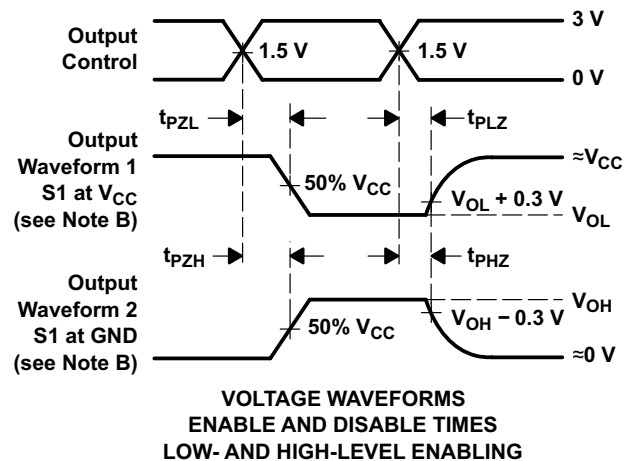 Output
Control
1.5 V
1.5 V
3 V
0 V
tPZL
tPLZ
Output
Waveform 1
S1 at VCC
(see Note B)
50% VCC
≈VCC
VOL + 0.3 V
VOL
tPZH
tPHZ
Output
Waveform 2
S1 at GND
(see Note B)
50% VCC
VOH
VOH − 0.3 V
≈0 V
VOLTAGE WAVEFORMS
ENABLE AND DISABLE TIMES
LOW- AND HIGH-LEVEL ENABLING